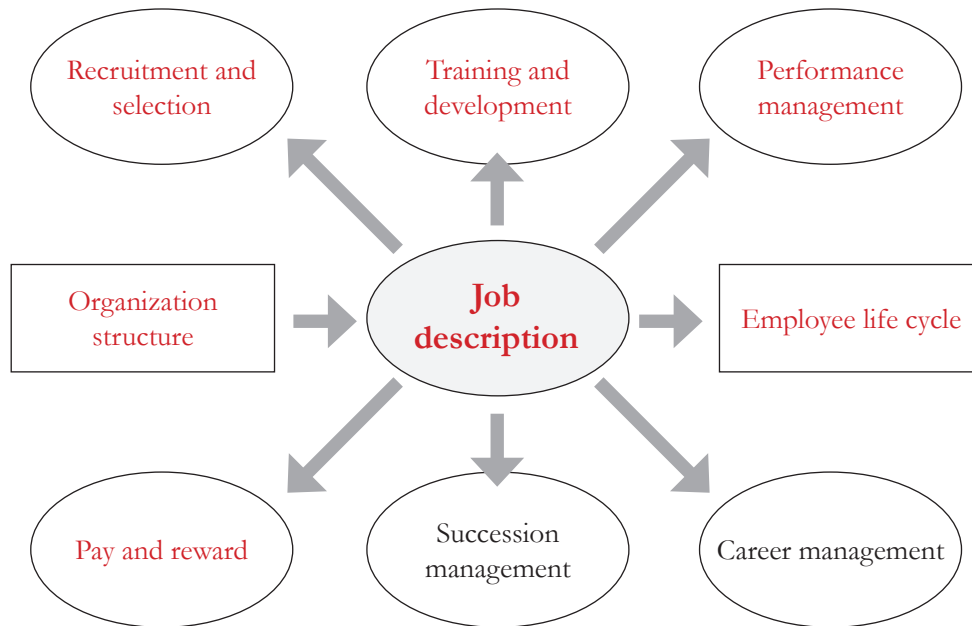 Recruitment and
selection
Training and
development
Performance
management
Organization
structure
Job
description
Employee life cycle
Pay and reward
Succession
management
Career management